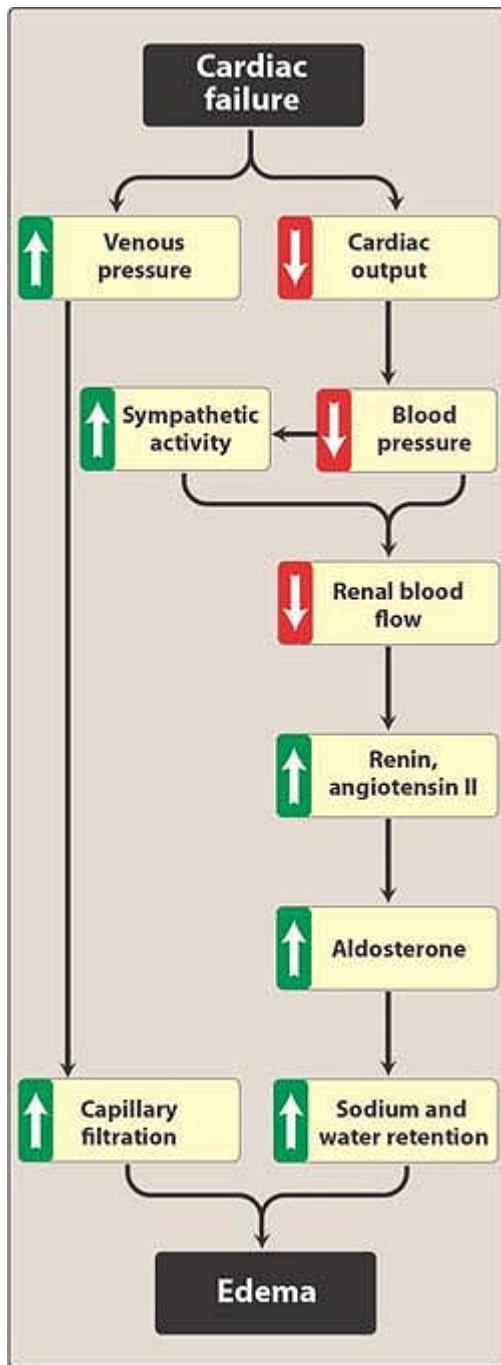 Cardiac
failure
Venous
pressure
Cardiac
output
Sympathetic
activity
Blood
pressure
Renal blood
flow
Renin,
angiotensin II
Aldosterone
Capillary
filtration
Sodium and
water retention
Edema